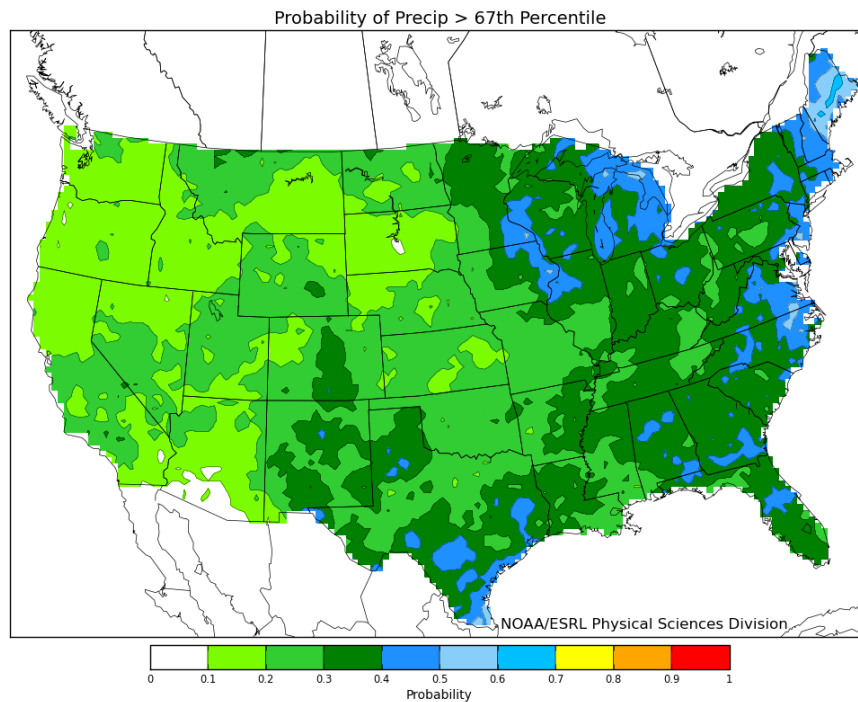 Probability of Precip > 67th Percentile
NOAA/ESRL Physical Sciences Division
0 0.1 0.2 0.3 0.4 0.5 0.6 0.7 0.8 0.9 1
Probability